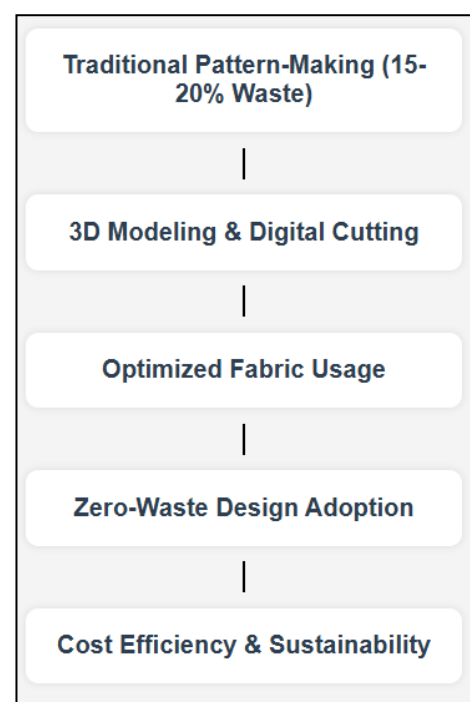 Traditional Pattern-Making (15-
20% Waste)
3D Modeling & Digital Cutting
Optimized Fabric Usage
Zero-Waste Design Adoption
Cost Efficiency & Sustainability